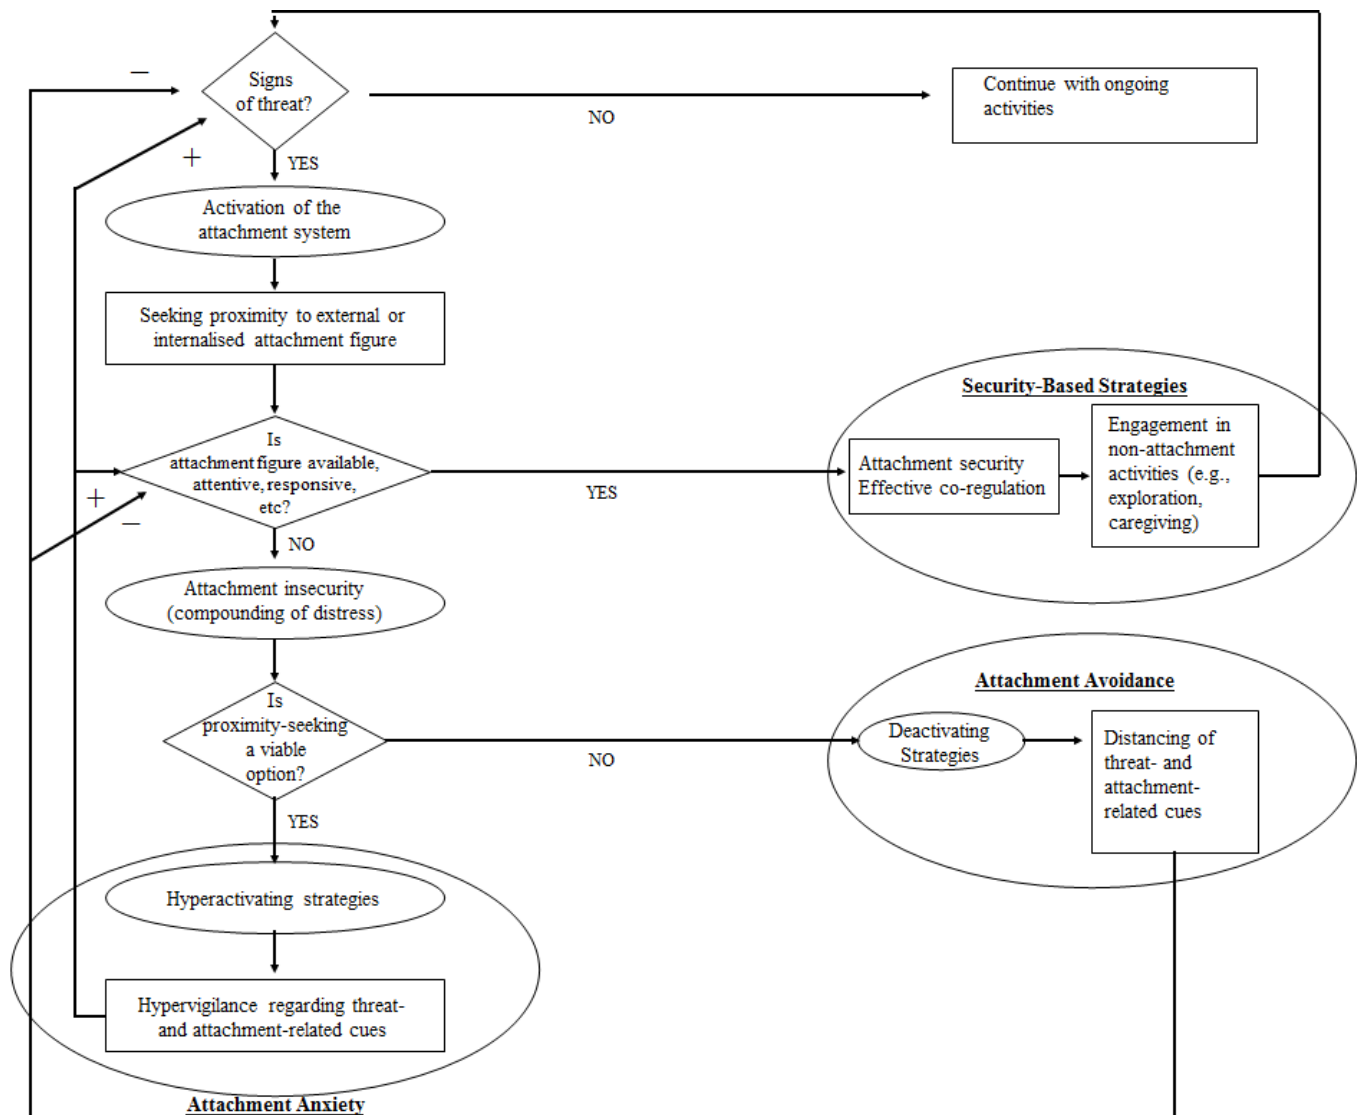 Signs
of threat?
−
+
YES
NO
Continue with ongoing
activities
Activation of the
attachment system
Seeking proximity to external or
internalised attachment figure
Is
attachment figure available,
attentive, responsive,
etc?
+
−
YES
NO
Security-Based Strategies
Attachment security
Effective co-regulation
Engagement in
non-attachment
activities (e.g.,
exploration,
caregiving)
Attachment insecurity
(compounding of distress)
Is
proximity-seeking
a viable
option?
NO
YES
Attachment Avoidance
Deactivating
Strategies
Distancing of
threat- and
attachment-
related cues
Hyperactivating strategies
Hypervigilance regarding threat-
and attachment-related cues
Attachment Anxiety